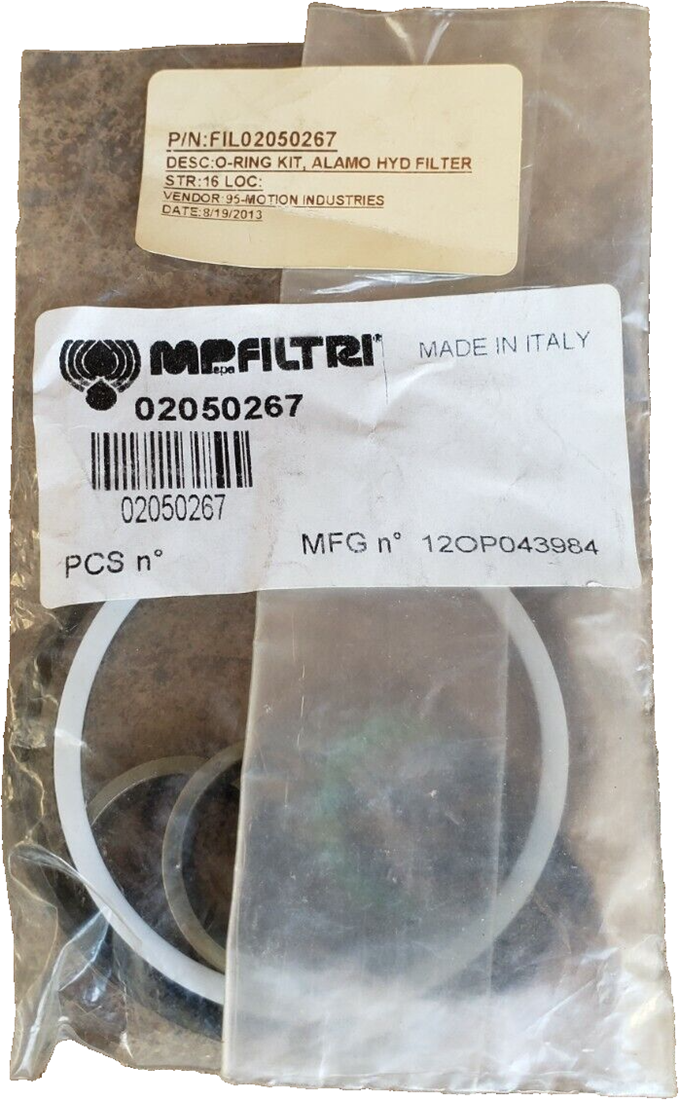 P/N:FIL02050267
DESC:O-RING KIT, ALAMO HYD FILTER
STR:16 LOC:
VENDOR:95-MOTION INDUSTRIES
DATE:8/19/2013
MPFILTRI®
spa
MADE IN ITALY
02050267
02050267
PCS n°
MFG n° 12OP043984